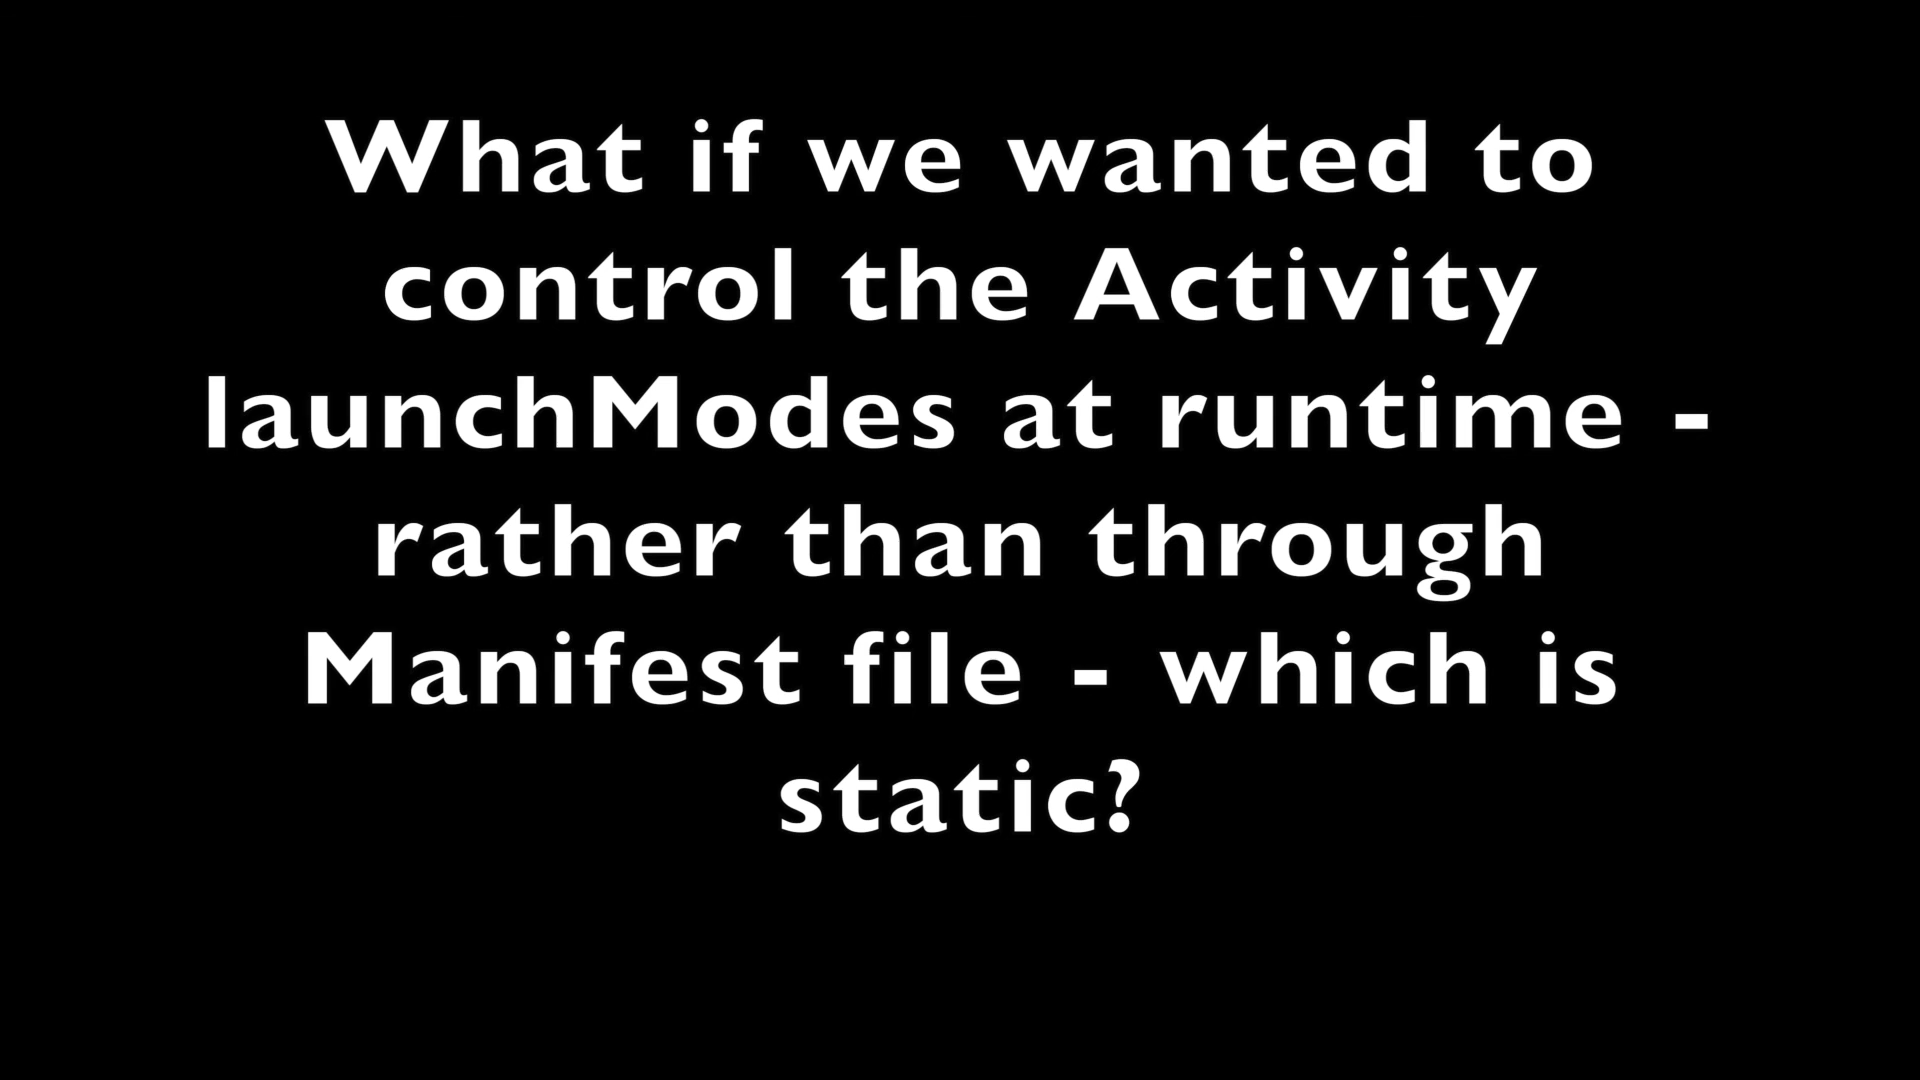 What if we wanted to
control the Activity
launchModes at runtime -
rather than through
Manifest file - which is
static?